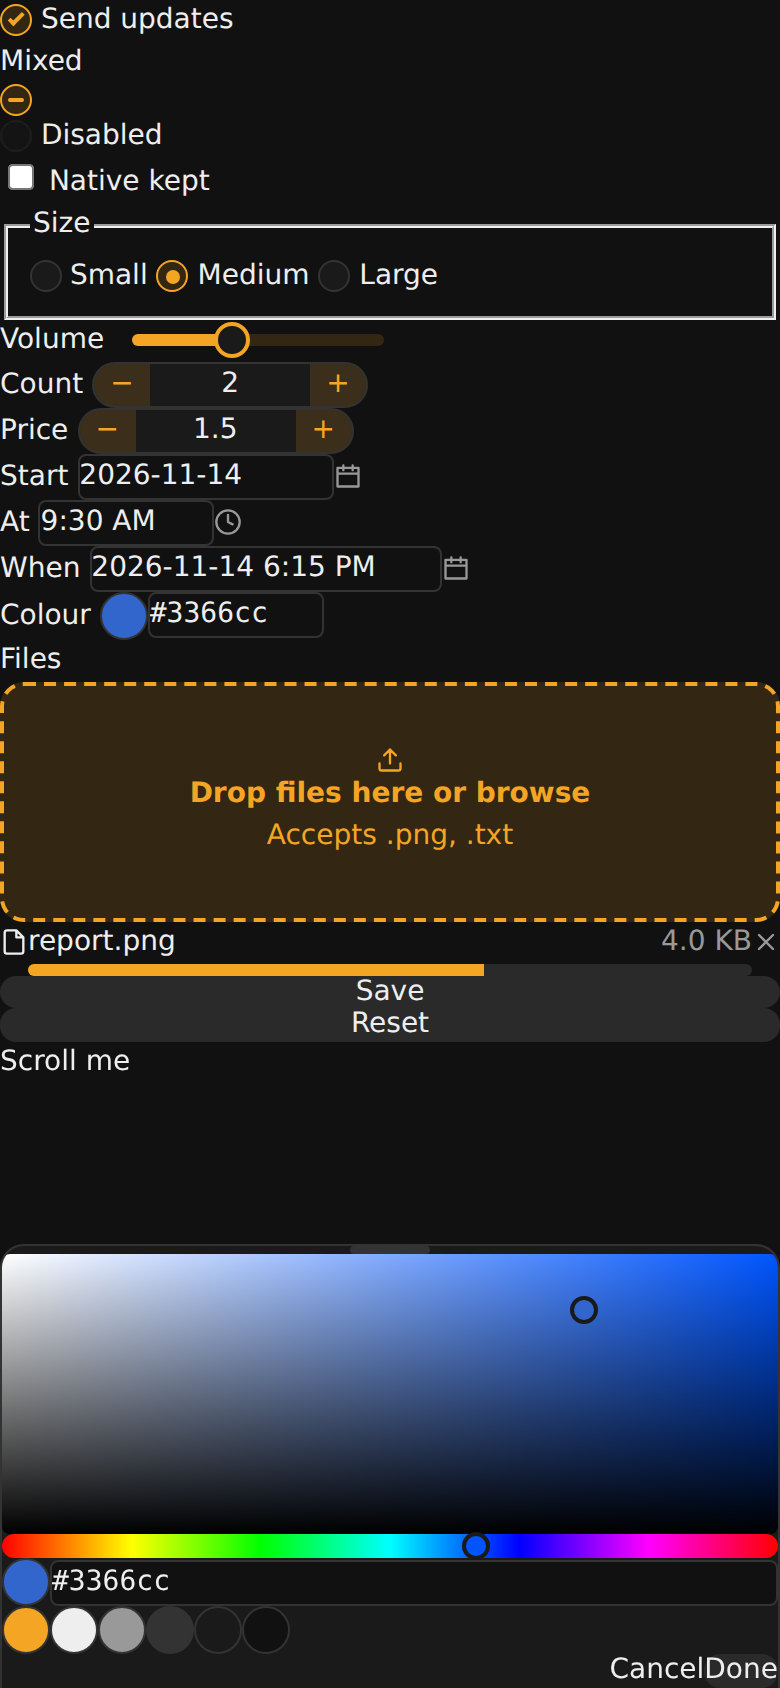 Send updates
Mixed
Disabled
Native kept
Size
Small Medium Large
Volume
Count − 2 +
Price − 1.5 +
Start 2026-11-14
At 9:30 AM
When 2026-11-14 6:15 PM
Colour #3366cc
Files
Drop files here or browse
Accepts .png, .txt
report.png 4.0 KB
Save
Reset
Scroll me
#3366cc
Cancel Done